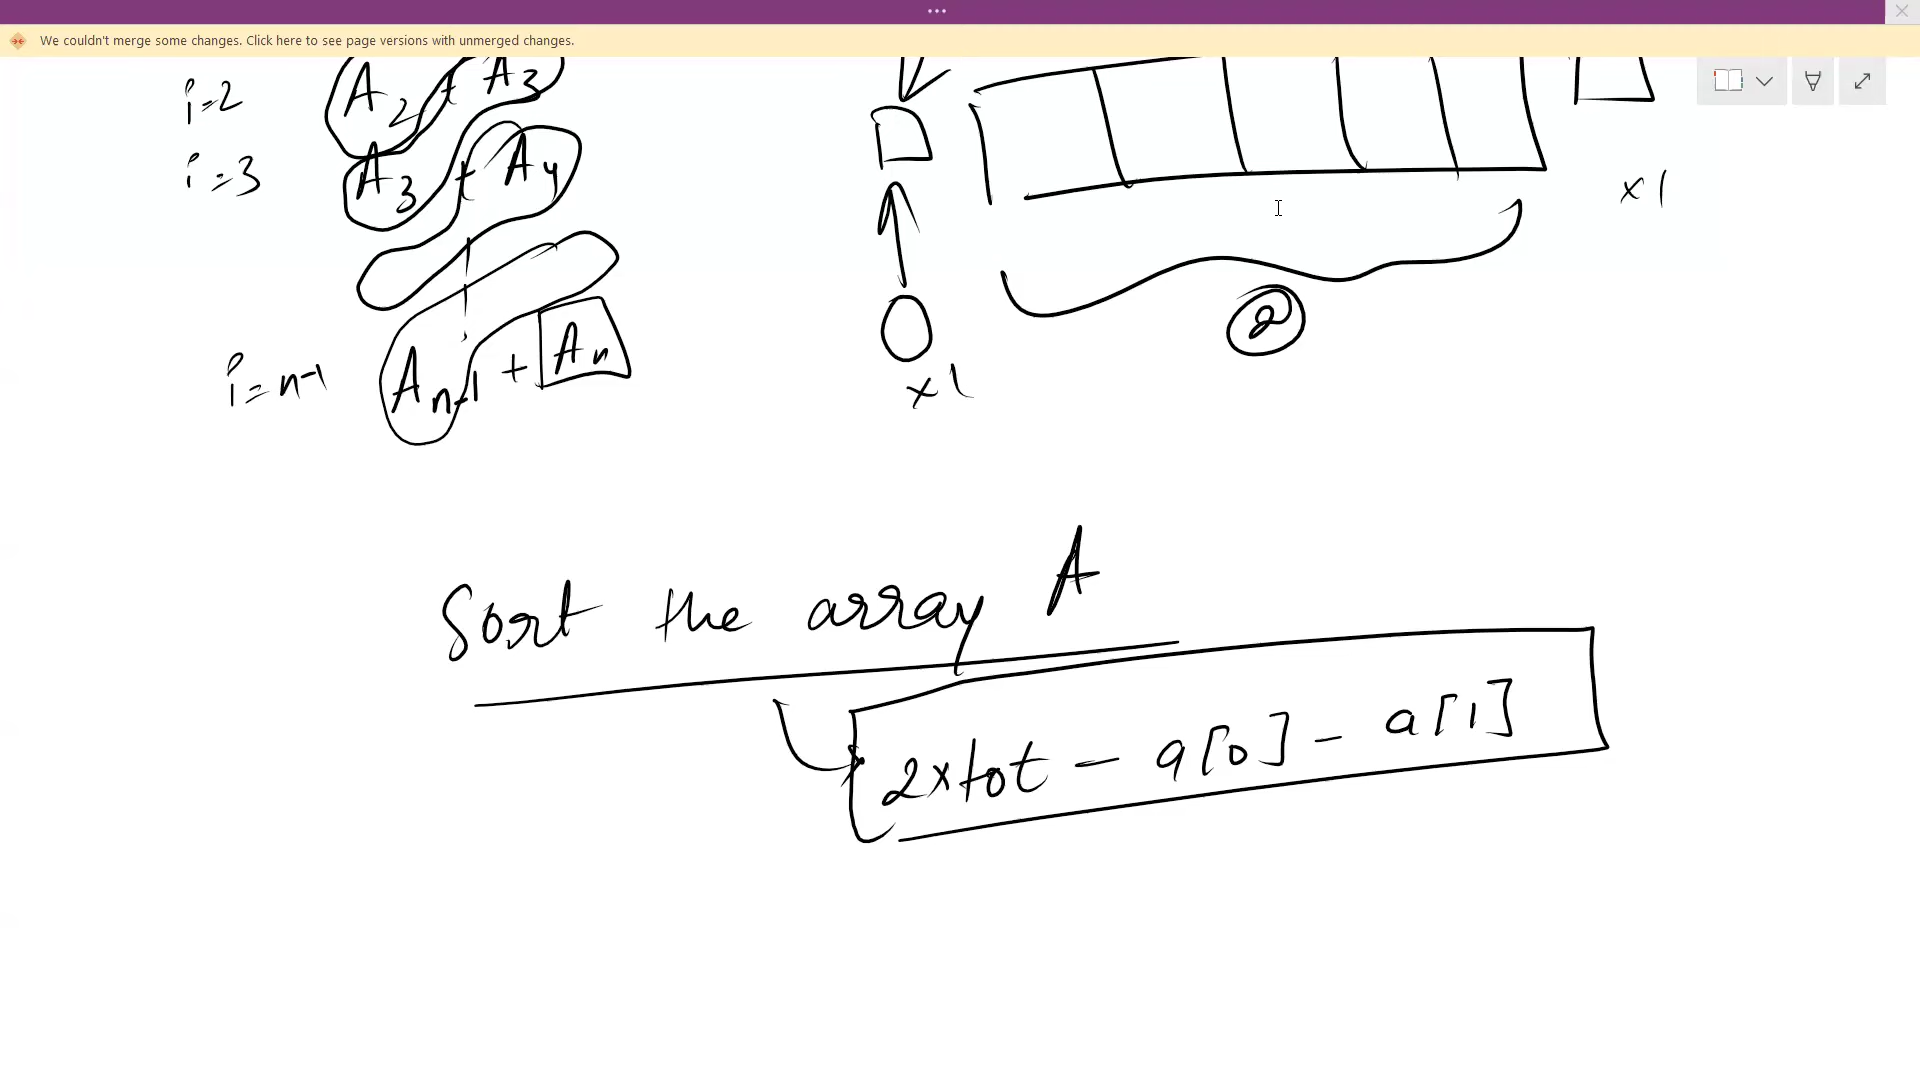 We couldn't merge some changes. Click here to see page versions with unmerged changes.
i=2 A2 + A3
i=3 A3 + A4
i=n-1 An-1 + An
x1
2
x1
Sort the array A
2xtot - a[0] - a[1]